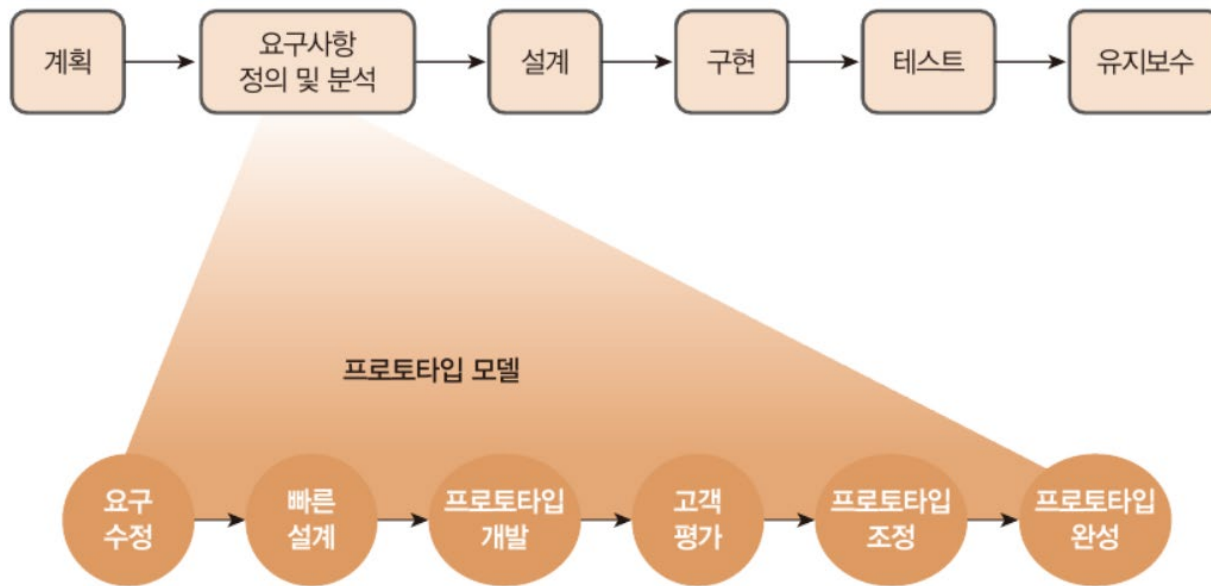 계획
요구사항
정의 및 분석
설계
구현
테스트
유지보수
프로토타입 모델
요구
수정
빠른
설계
프로토타입
개발
고객
평가
프로토타입
조정
프로토타입
완성